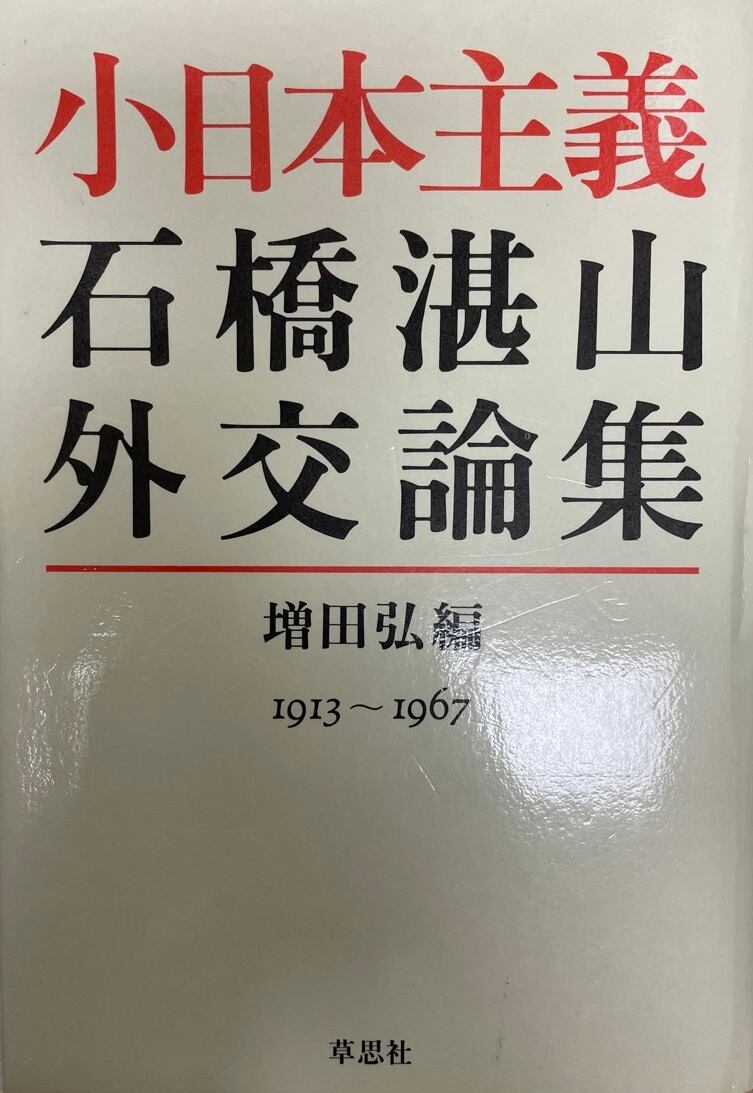 小日本主義
石橋湛山
外交論集
増田弘編
1913～1967
草思社